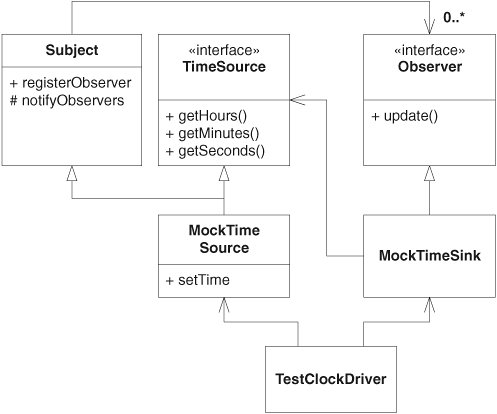 0..*
Subject
+ registerObserver
# notifyObservers
«interface»
TimeSource
+ getHours()
+ getMinutes()
+ getSeconds()
«interface»
Observer
+ update()
MockTime
Source
+ setTime
MockTimeSink
TestClockDriver